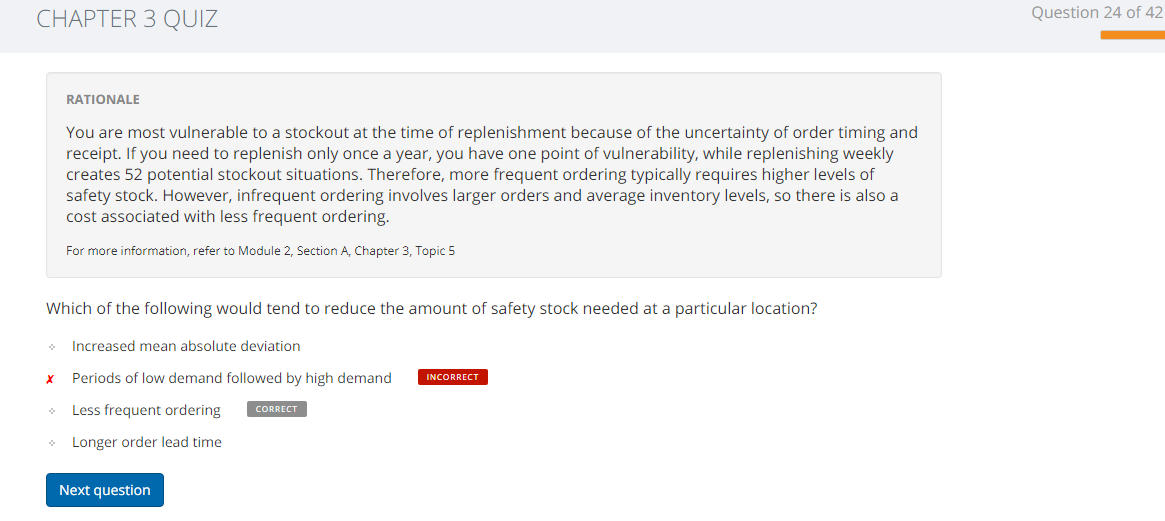 CHAPTER 3 QUIZ
Question 24 of 42
RATIONALE
You are most vulnerable to a stockout at the time of replenishment because of the uncertainty of order timing and
receipt. If you need to replenish only once a year, you have one point of vulnerability, while replenishing weekly
creates 52 potential stockout situations. Therefore, more frequent ordering typically requires higher levels of
safety stock. However, infrequent ordering involves larger orders and average inventory levels, so there is also a
cost associated with less frequent ordering.
For more information, refer to Module 2, Section A, Chapter 3, Topic 5
Which of the following would tend to reduce the amount of safety stock needed at a particular location?
Increased mean absolute deviation
✗ Periods of low demand followed by high demand INCORRECT
Less frequent ordering CORRECT
Longer order lead time
Next question